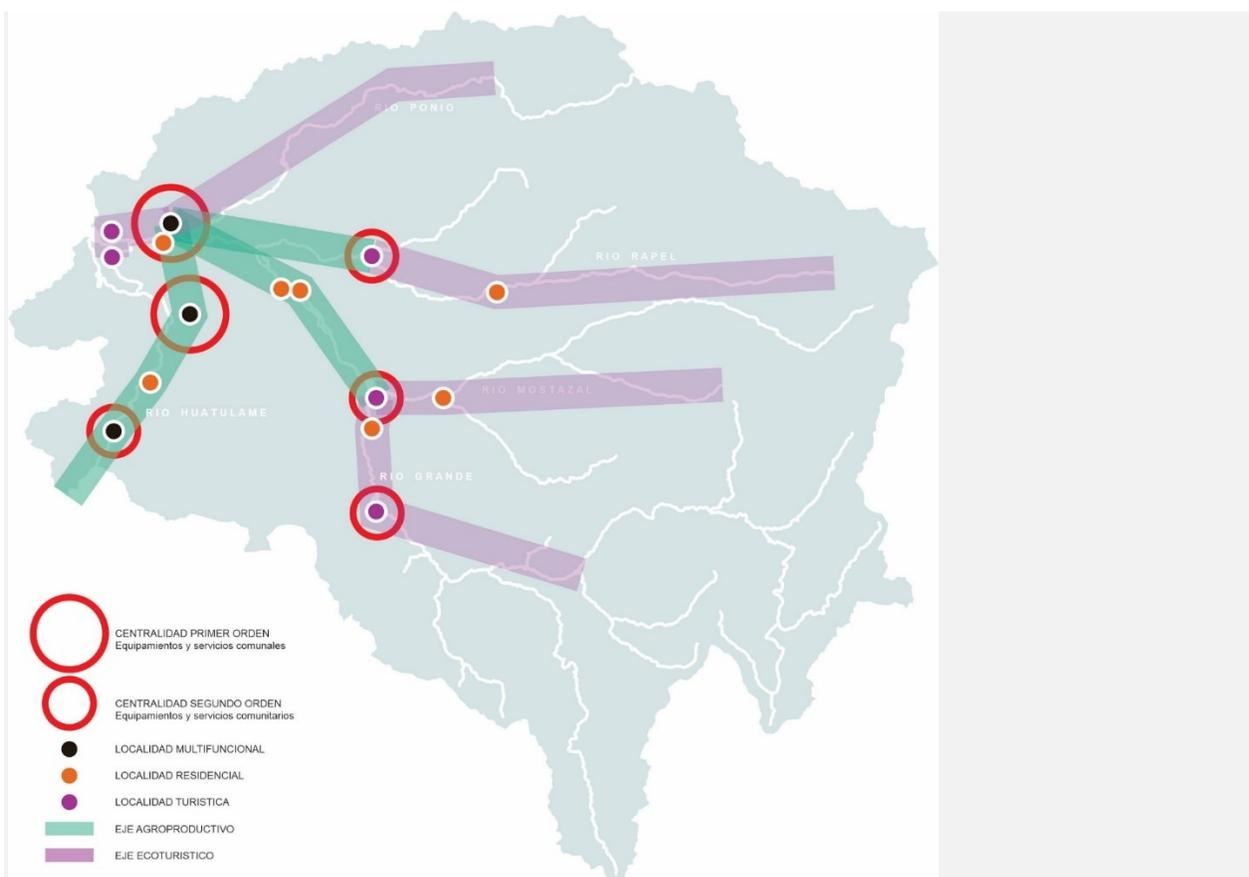 RIO PONIO
RIO RAPEL
RIO MOSTAZAL
RIO HUATULAME
RIO GRANDE
CENTRALIDAD PRIMER ORDEN
Equipamientos y servicios comunales
CENTRALIDAD SEGUNDO ORDEN
Equipamientos y servicios comunitarios
LOCALIDAD MULTIFUNCIONAL
LOCALIDAD RESIDENCIAL
LOCALIDAD TURISTICA
EJE AGROPRODUCTIVO
EJE ECOTURISTICO